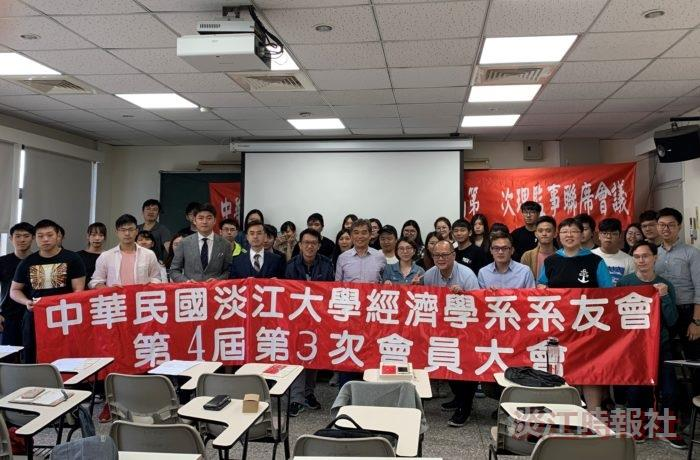 中
第 次理監事聯席會議
中華民國淡江大學經濟學系系友會
第4屆第3次會員大會
淡江時報社